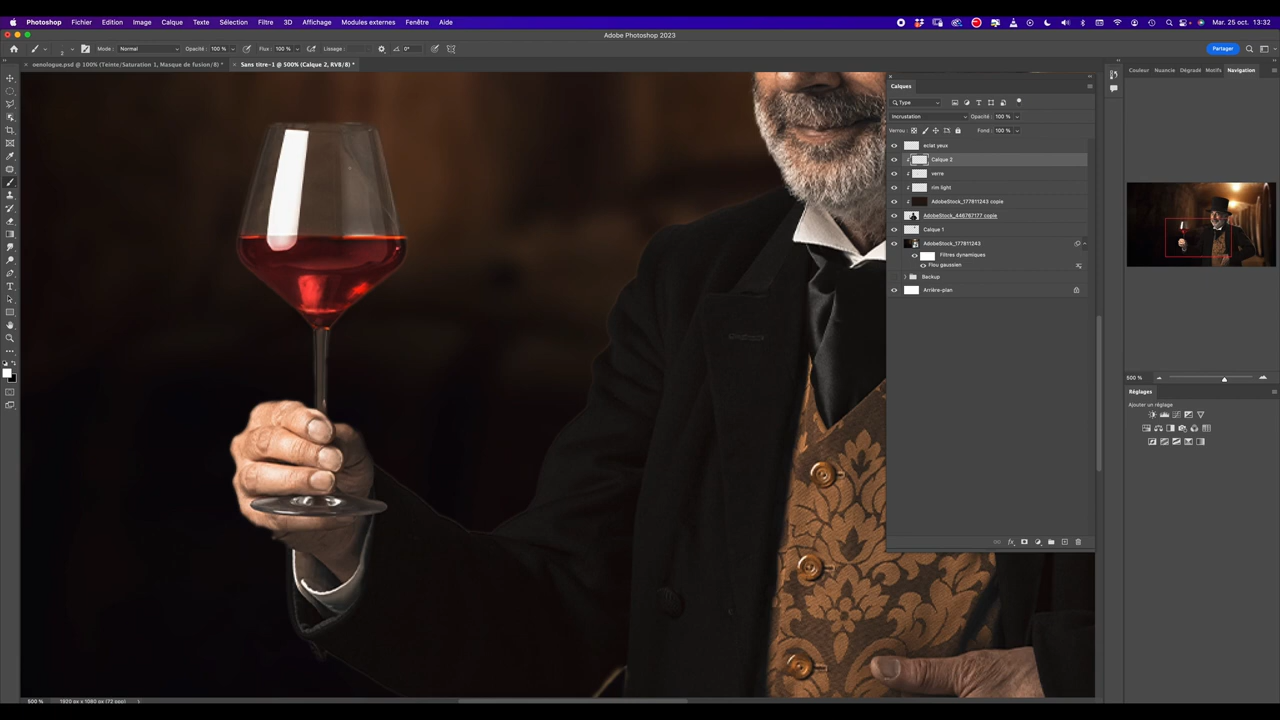 Photoshop Fichier Edition Image Calque Texte Sélection Filtre 3D Affichage Modules externes Fenêtre Aide Mar. 25 oct. 13:32
Adobe Photoshop 2023
2 Mode : Normal Opacité : 100 % Flux : 100 % Lissage : 0° Partager
oenologue.psd @ 100% (Teinte/Saturation 1, Masque de fusion/8) * Sans titre-1 @ 500% (Calque 2, RVB/8) *
Couleur Nuancie Dégradé Motifs Navigation
Calques
Type
Incrustation Opacité : 100 %
Verrou : Fond : 100 %
eclat yeux
Calque 2
verre
rim light
AdobeStock_177811243 copie
AdobeStock_446767177 copie
Calque 1
AdobeStock_177811243
Filtres dynamiques
Flou gaussien
Backup
Arrière-plan
500 %
Réglages
Ajouter un réglage
T
fx
500 % 1920 px x 1080 px (72 ppp)